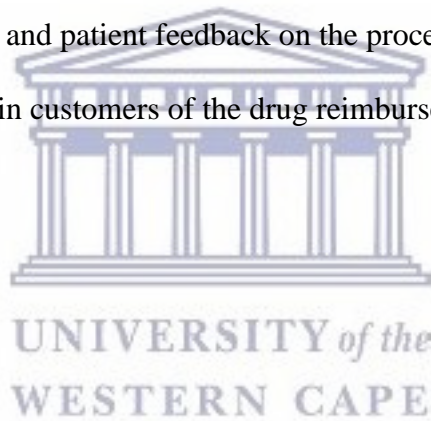 and patient feedback on the proce
in customers of the drug reimburse
UNIVERSITY of the
WESTERN CAPE